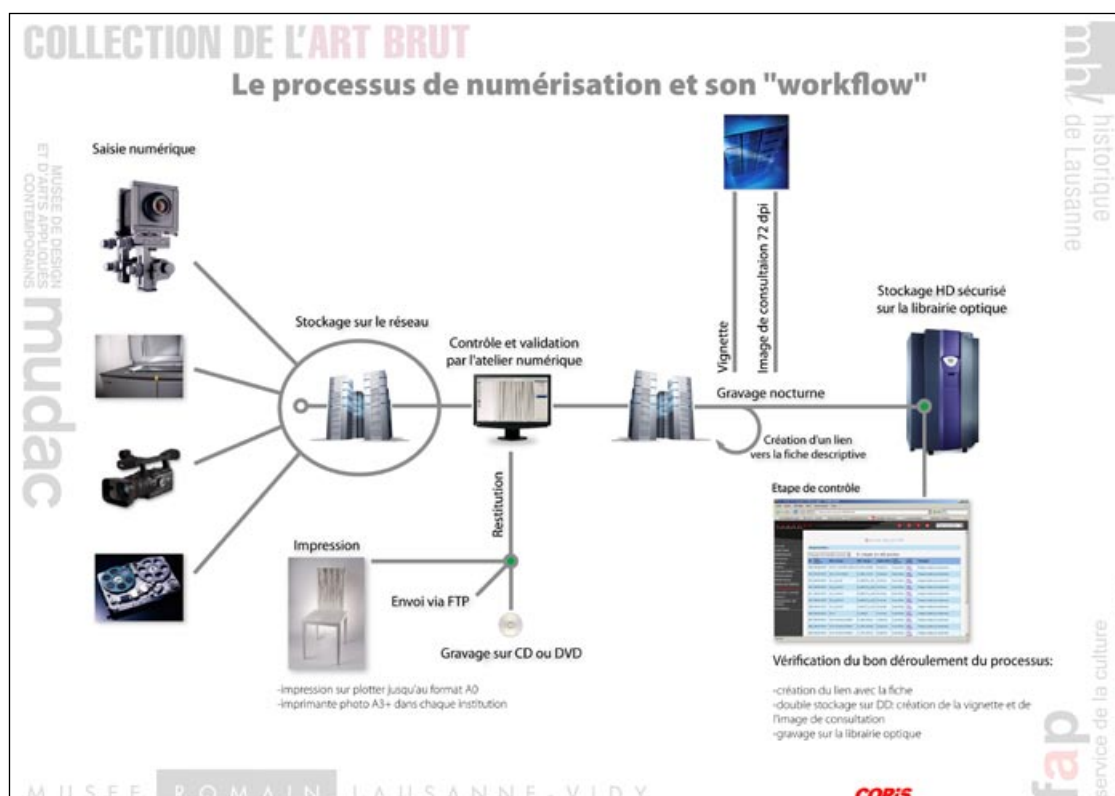 COLLECTION DE L'ART BRUT
Le processus de numérisation et son "workflow"
mhl
historique
de Lausanne
MUSÉE DE DESIGN
ET D'ARTS APPLIQUÉS
CONTEMPORAINS
mudac
Saisie numérique
Stockage sur le réseau
Contrôle et validation
par l'atelier numérique
Vignette
Image de consultaion 72 dpi
Stockage HD sécurisé
sur la librairie optique
Gravage nocturne
Création d'un lien
vers la fiche descriptive
Restitution
Impression
Envoi via FTP
Gravage sur CD ou DVD
-impression sur plotter jusqu'au format A0
-imprimante photo A3+ dans chaque institution
Etape de contrôle
Vérification du bon déroulement du processus:
-création du lien avec la fiche
-double stockage sur DD: création de la vignette et de
l'image de consultation
-gravage sur la librairie optique
fap
service de la culture
MUSEE ROMAIN LAUSANNE-VIDY
CORIS